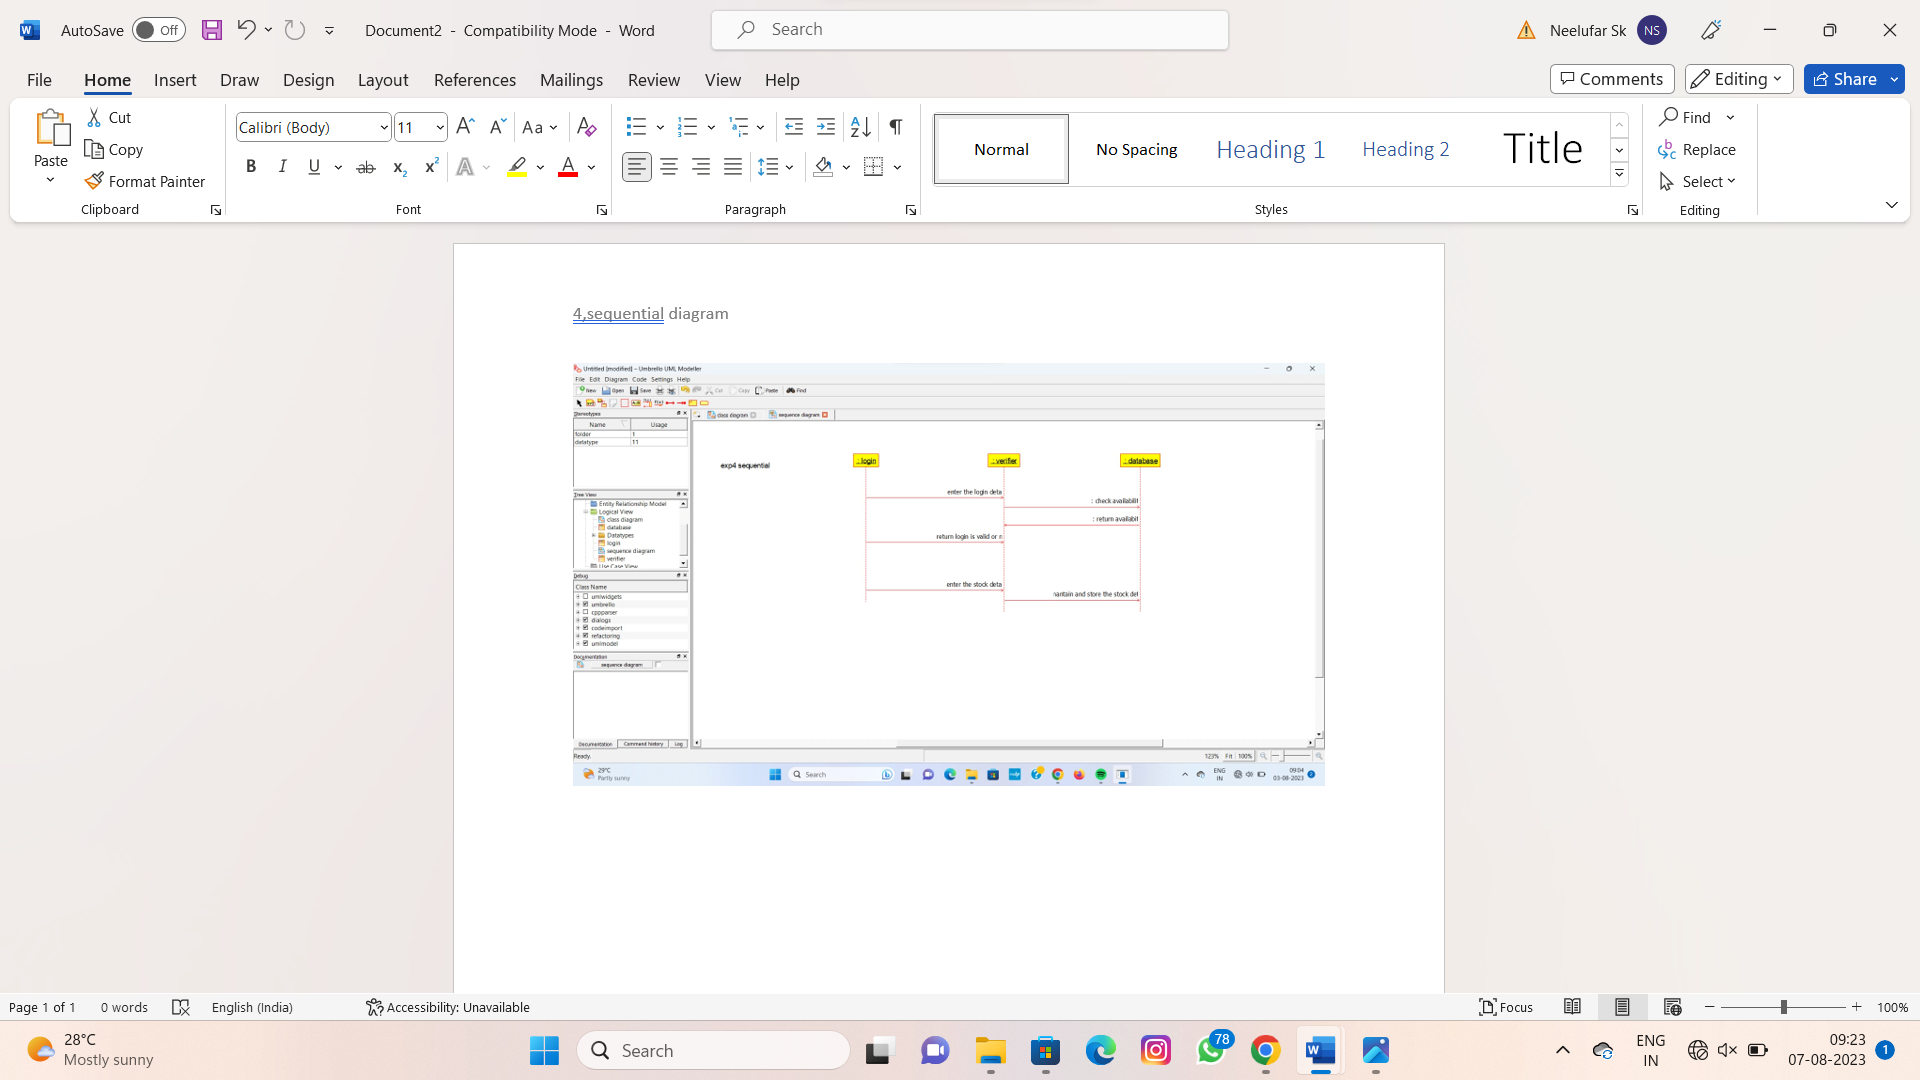 AutoSave Off Document2 - Compatibility Mode - Word Search Neelufar Sk NS
File Home Insert Draw Design Layout References Mailings Review View Help Comments Editing Share
Paste Cut Copy Format Painter
Calibri (Body) 11
Normal No Spacing Heading 1 Heading 2 Title
Find Replace Select
Clipboard Font Paragraph Styles Editing
4,sequential diagram
Untitled [modified] – Umbrello UML Modeller
File Edit Diagram Code Settings Help
New Open Save Cut Copy Paste Find
Stereotypes class diagram sequence diagram
Name Usage
folder 1
datatype 11
exp4 sequential : login : verifier : database
enter the login deta
: check availabilit
: return availabit
return login is valid or n
enter the stock deta
nantain and store the stock det
Tree View
Entity Relationship Model
Logical View
class diagram
database
Datatypes
login
sequence diagram
verifier
Use Case View
Debug
Class Name
umlwidgets
umbrello
cppparser
dialogs
codeimport
refactoring
umlmodel
Documentation
sequence diagram
Documentation Command history Log
Ready. 123% Fit 100%
29°C
Partly sunny
Search ENG IN 09:04 03-08-2023
Page 1 of 1 0 words English (India) Accessibility: Unavailable Focus 100%
28°C
Mostly sunny
Search 78 ENG IN 09:23 07-08-2023 1